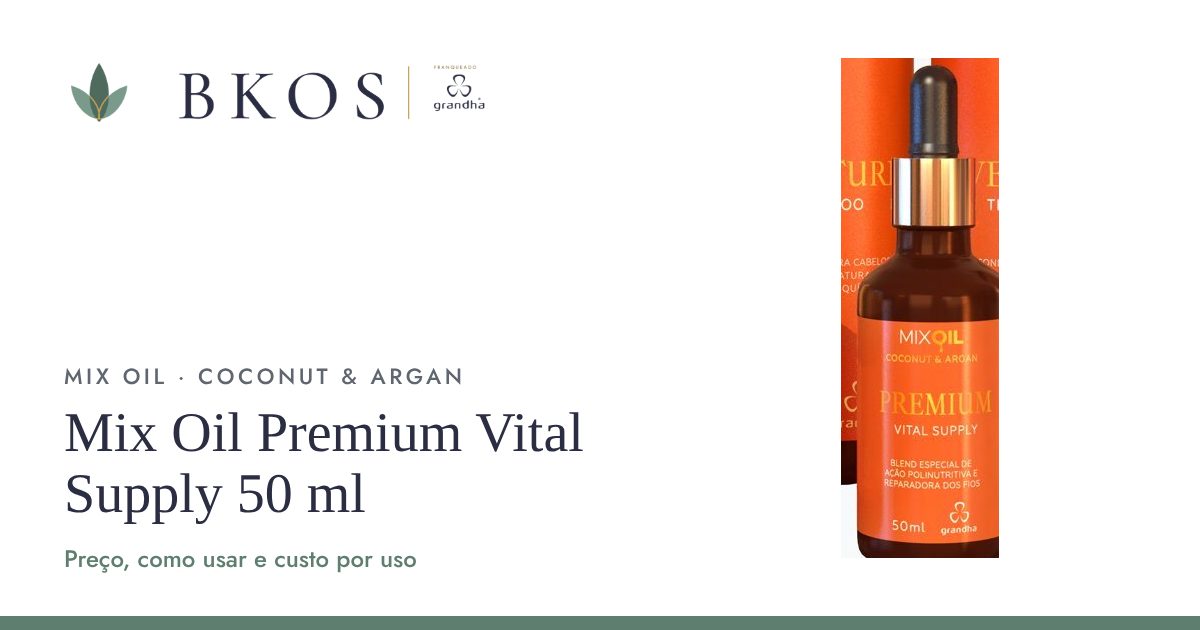 BKOS
FRANQUEADO
grandha
MIX OIL · COCONUT & ARGAN
Mix Oil Premium Vital
Supply 50 ml
Preço, como usar e custo por uso
OO
MIXOIL
COCONUT & ARGAN
PREMIUM
VITAL SUPPLY
BLEND ESPECIAL DE
AÇÃO POLINUTRITIVA E
REPARADORA DOS FIOS
50ml
grandha